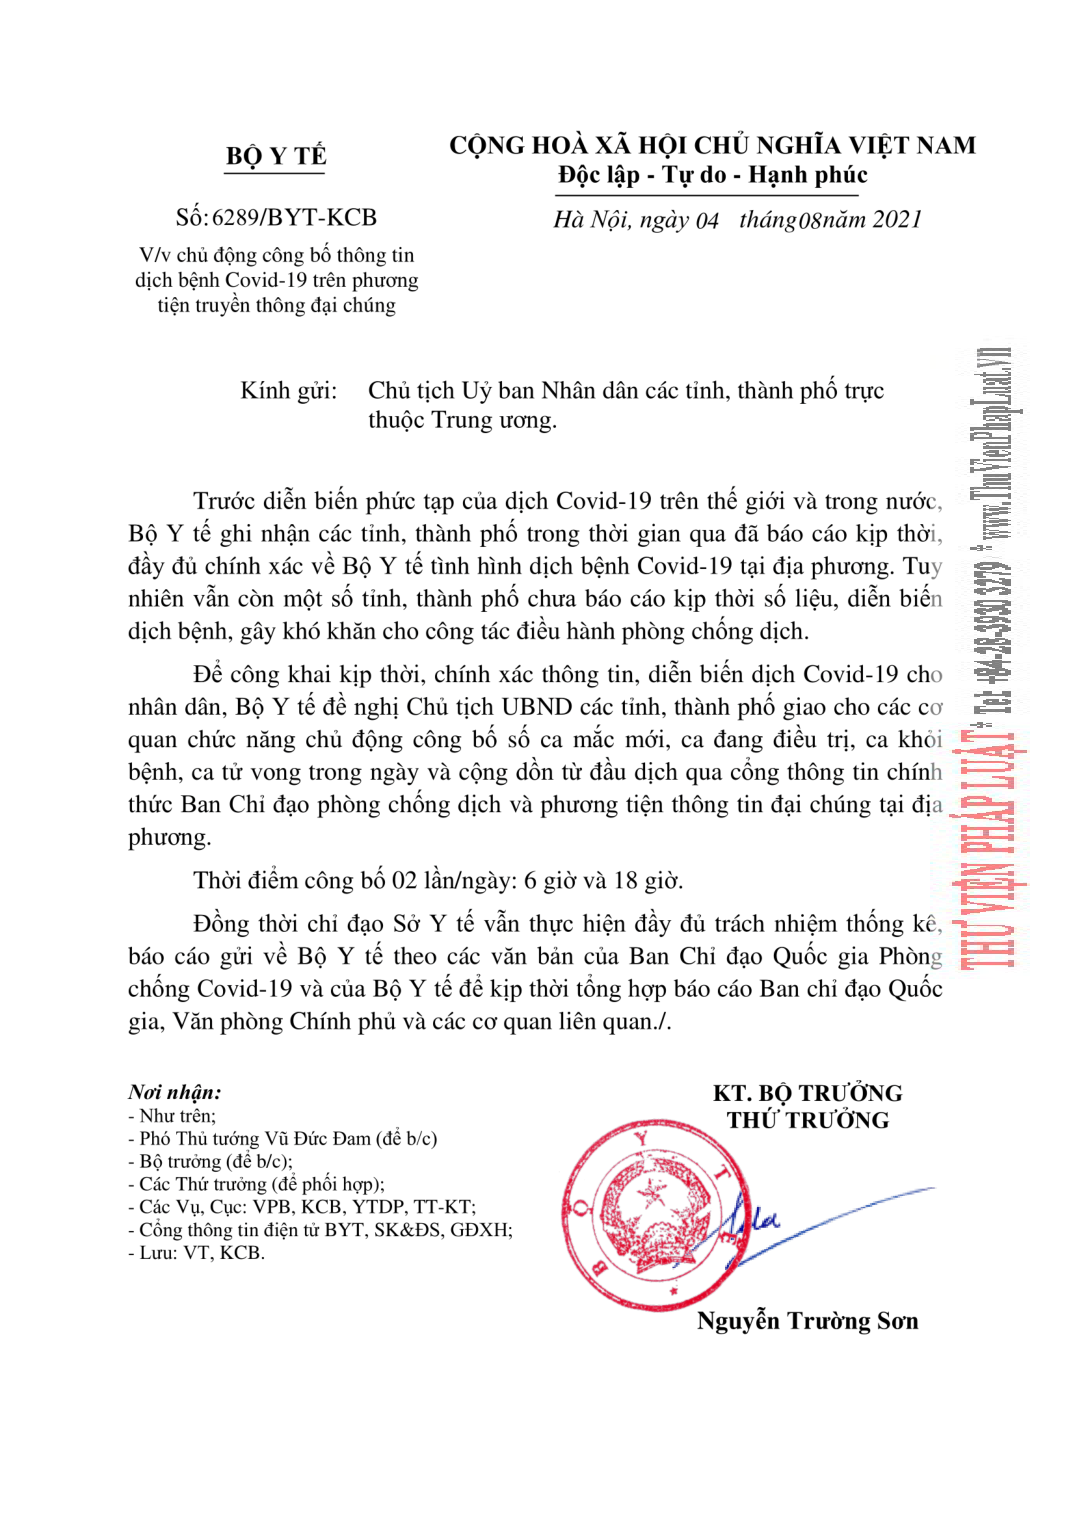 BỘ Y TẾ
CỘNG HOÀ XÃ HỘI CHỦ NGHĨA VIỆT NAM
Độc lập - Tự do - Hạnh phúc
Số:6289/BYT-KCB
Hà Nội, ngày 04 tháng08năm 2021
V/v chủ động công bố thông tin
dịch bệnh Covid-19 trên phương
tiện truyền thông đại chúng
Kính gửi: Chủ tịch Uỷ ban Nhân dân các tỉnh, thành phố trực
thuộc Trung ương.
Trước diễn biến phức tạp của dịch Covid-19 trên thế giới và trong nước,
Bộ Y tế ghi nhận các tỉnh, thành phố trong thời gian qua đã báo cáo kịp thời,
đầy đủ chính xác về Bộ Y tế tình hình dịch bệnh Covid-19 tại địa phương. Tuy
nhiên vẫn còn một số tỉnh, thành phố chưa báo cáo kịp thời số liệu, diễn biến
dịch bệnh, gây khó khăn cho công tác điều hành phòng chống dịch.
Để công khai kịp thời, chính xác thông tin, diễn biến dịch Covid-19 cho
nhân dân, Bộ Y tế đề nghị Chủ tịch UBND các tỉnh, thành phố giao cho các cơ
quan chức năng chủ động công bố số ca mắc mới, ca đang điều trị, ca khỏi
bệnh, ca tử vong trong ngày và cộng dồn từ đầu dịch qua cổng thông tin chính
thức Ban Chỉ đạo phòng chống dịch và phương tiện thông tin đại chúng tại địa
phương.
Thời điểm công bố 02 lần/ngày: 6 giờ và 18 giờ.
Đồng thời chỉ đạo Sở Y tế vẫn thực hiện đầy đủ trách nhiệm thống kê,
báo cáo gửi về Bộ Y tế theo các văn bản của Ban Chỉ đạo Quốc gia Phòng
chống Covid-19 và của Bộ Y tế để kịp thời tổng hợp báo cáo Ban chỉ đạo Quốc
gia, Văn phòng Chính phủ và các cơ quan liên quan./.
Nơi nhận:
- Như trên;
- Phó Thủ tướng Vũ Đức Đam (để b/c)
- Bộ trưởng (để b/c);
- Các Thứ trưởng (để phối hợp);
- Các Vụ, Cục: VPB, KCB, YTDP, TT-KT;
- Cổng thông tin điện tử BYT, SK&ĐS, GĐXH;
- Lưu: VT, KCB.
KT. BỘ TRƯỞNG
THỨ TRƯỞNG
BỘ Y TẾ
Nguyễn Trường Sơn
THƯ VIỆN PHÁP LUẬT * Tel: +84-28-3930 3279 * www.ThuVienPhapLuat.vn